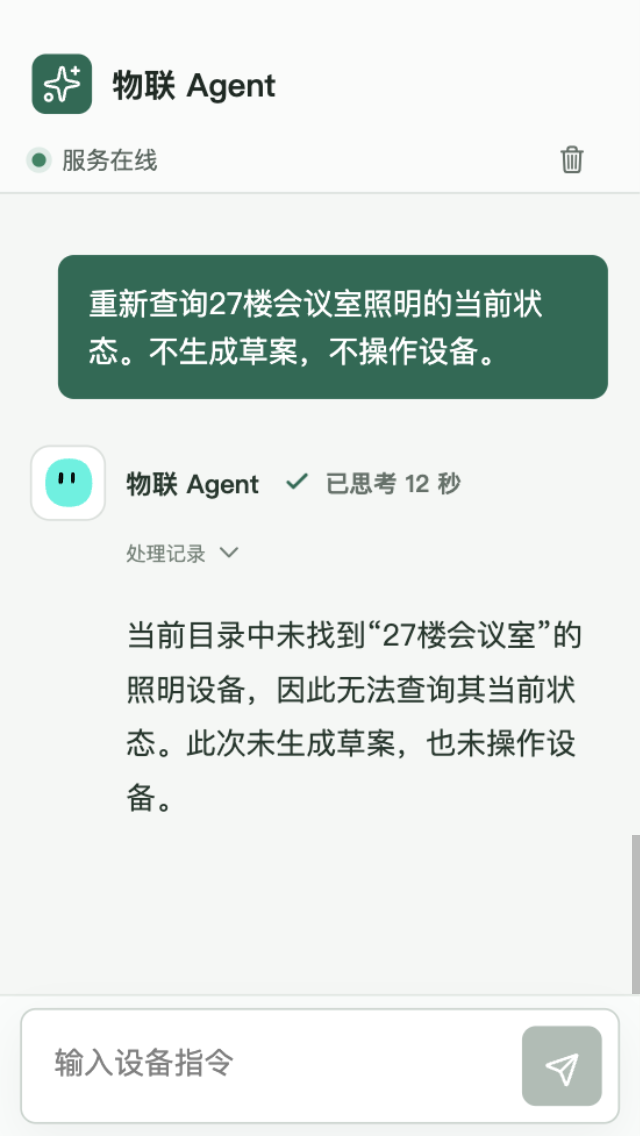 物联 Agent
服务在线
重新查询27楼会议室照明的当前状
态。不生成草案，不操作设备。
物联 Agent 已思考 12 秒
处理记录
当前目录中未找到“27楼会议室”的
照明设备，因此无法查询其当前状
态。此次未生成草案，也未操作设
备。
输入设备指令